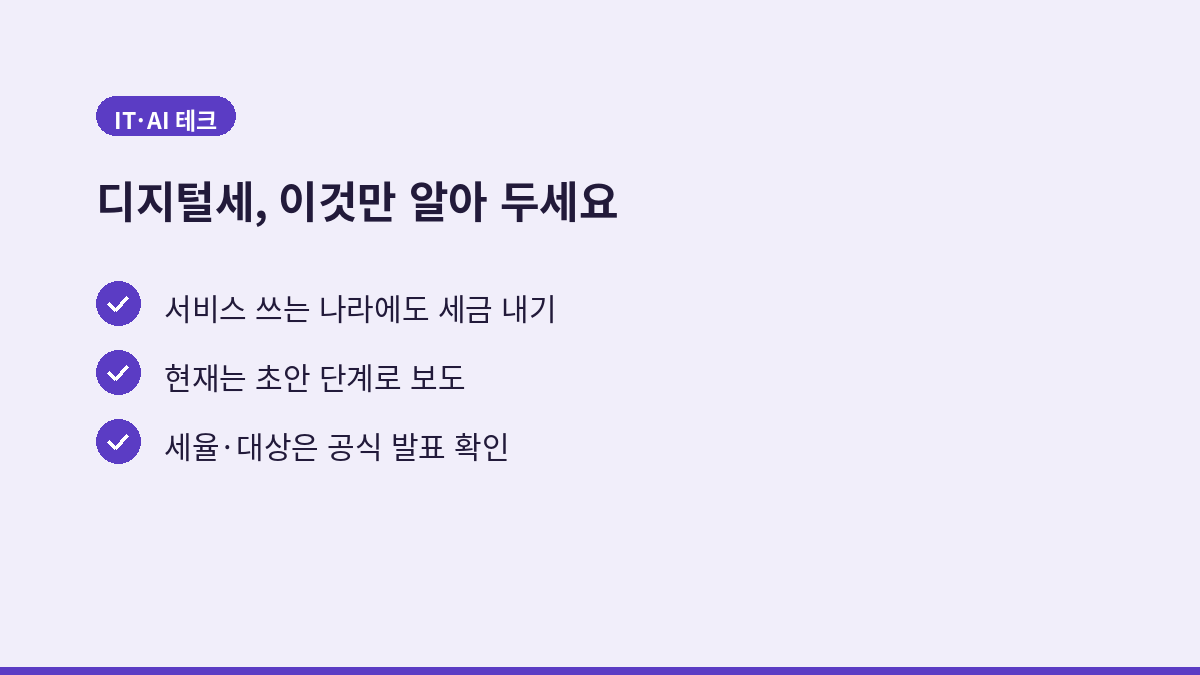 IT·AI 테크
디지털세, 이것만 알아 두세요
서비스 쓰는 나라에도 세금 내기
현재는 초안 단계로 보도
세율·대상은 공식 발표 확인